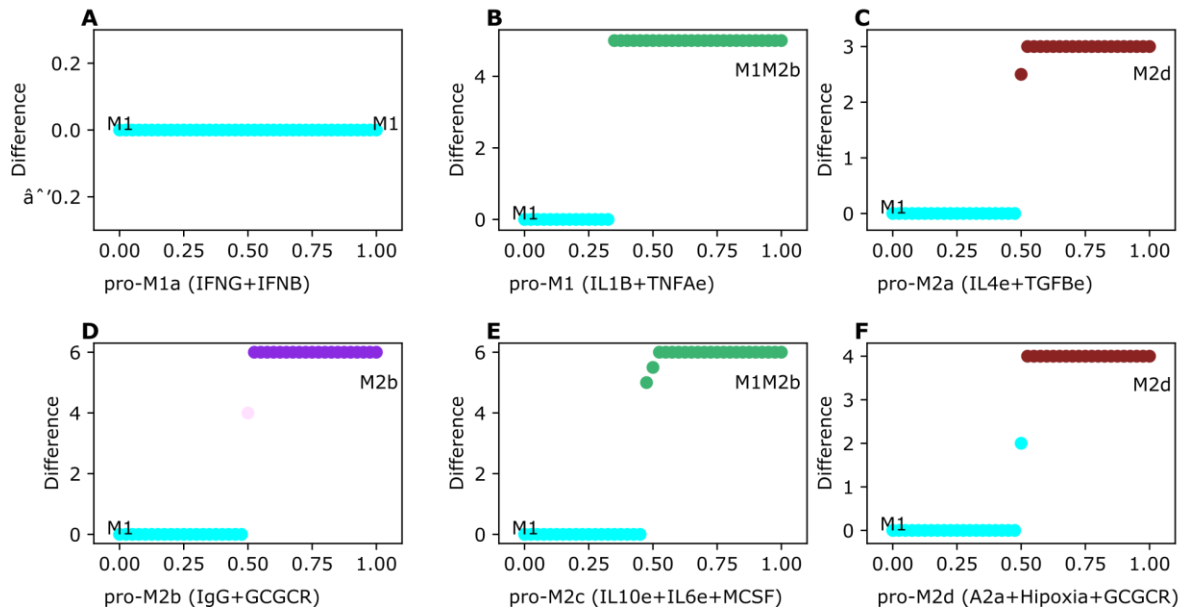 A
Difference
0.2
0.0
âˆ’0.2
M1
M1
0.00 0.25 0.50 0.75 1.00
pro-M1a (IFNG+IFNB)
B
Difference
4
2
0
M1
M1M2b
0.00 0.25 0.50 0.75 1.00
pro-M1 (IL1B+TNFAe)
C
Difference
3
2
1
0
M1
M2d
0.00 0.25 0.50 0.75 1.00
pro-M2a (IL4e+TGFBe)
D
Difference
6
4
2
0
M1
M2b
0.00 0.25 0.50 0.75 1.00
pro-M2b (IgG+GCGCR)
E
Difference
6
4
2
0
M1
M1M2b
0.00 0.25 0.50 0.75 1.00
pro-M2c (IL10e+IL6e+MCSF)
F
Difference
4
3
2
1
0
M1
M2d
0.00 0.25 0.50 0.75 1.00
pro-M2d (A2a+Hipoxia+GCGCR)